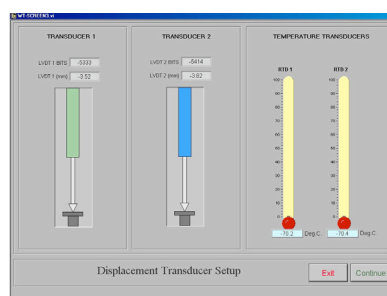 WT-SCREEN3.vi
TRANSDUCER 1
LVDT 1 BITS -5333
LVDT 1 (mm) -3.52
TRANSDUCER 2
LVDT 2 BITS -5414
LVDT 2 (mm) -3.62
TEMPERATURE TRANSDUCERS
RTD 1 RTD 2
100 100
90 90
80 80
70 70
60 60
50 50
40 40
30 30
20 20
10 10
0 0
-70.2 Deg C. -70.4 Deg C
Displacement Transducer Setup
Exit
Continue